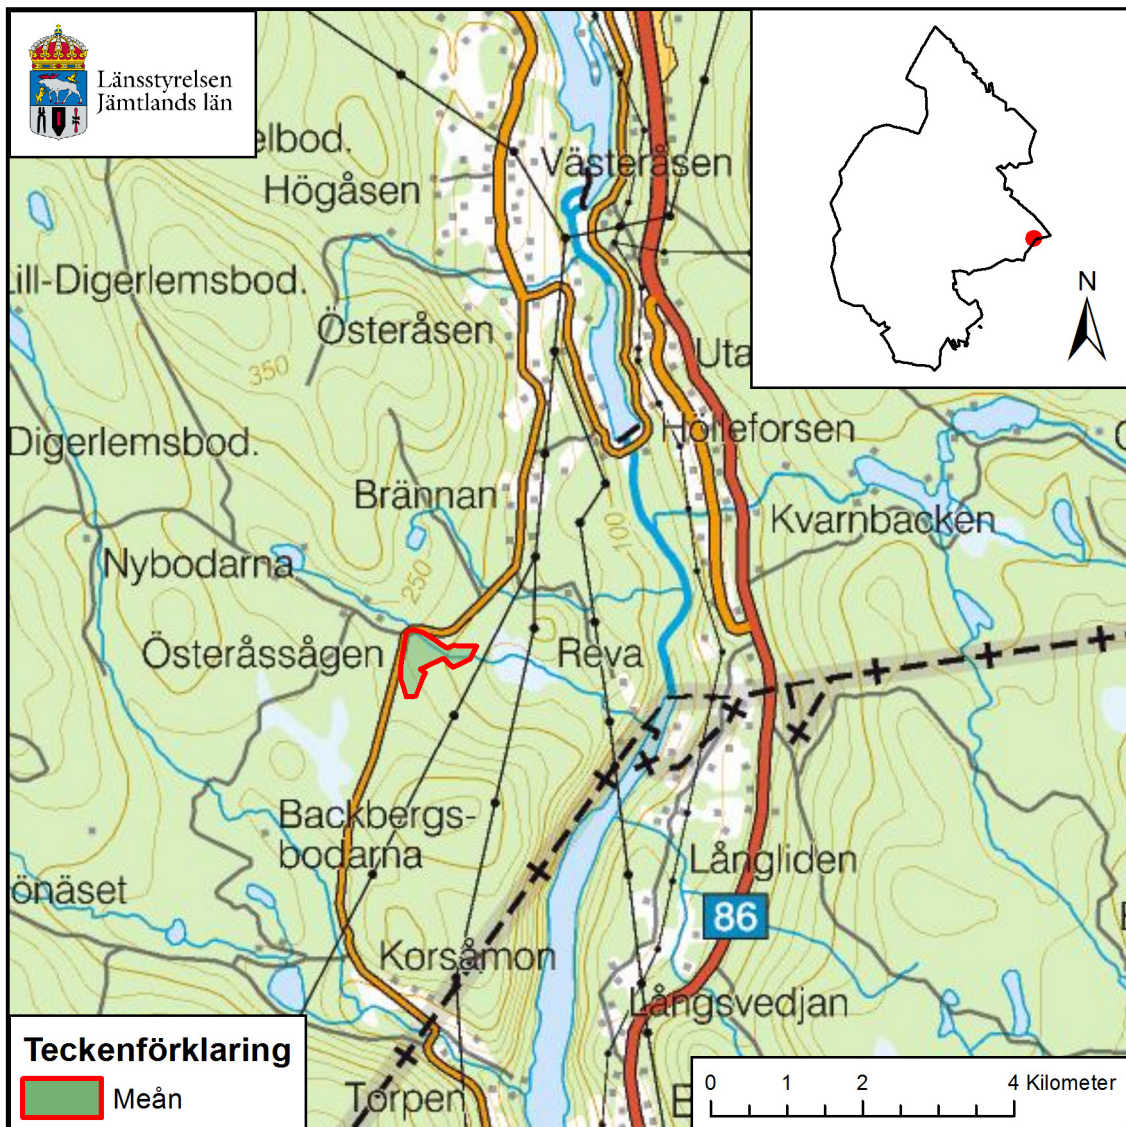 Länsstyrelsen
Jämtlands län
elbod.
Högåsen
Västeråsen
N
ill-Digerlemsbod.
Österåsen
Uta
350
Hölleforsen
Digerlemsbod.
Brännan
Kvarnbacken
100
Nybodarna
250
Österåssågen
Reva
Backbergs-
bodarna
Långliden
önäset
86
Korsåmon
Långsvedjan
Teckenförklaring
Meån
Torpen
0 1 2 4 Kilometer